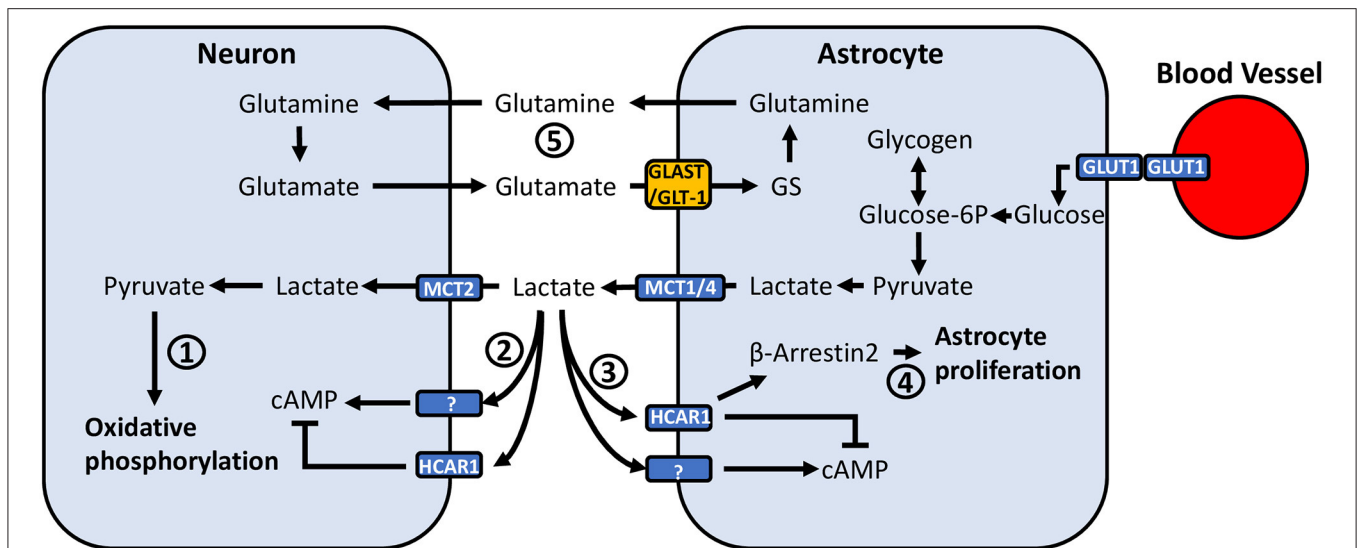 Neuron
Astrocyte
Blood Vessel
Glutamine
Glutamine
Glutamine
5
Glycogen
GLUT1
GLUT1
Glutamate
Glutamate
GLAST
/GLT-1
GS
Glucose-6P
Glucose
Pyruvate
Lactate
MCT2
Lactate
MCT1/4
Lactate
Pyruvate
1
2
3
β-Arrestin2
4
Astrocyte
proliferation
cAMP
?
HCAR1
Oxidative
phosphorylation
HCAR1
?
cAMP